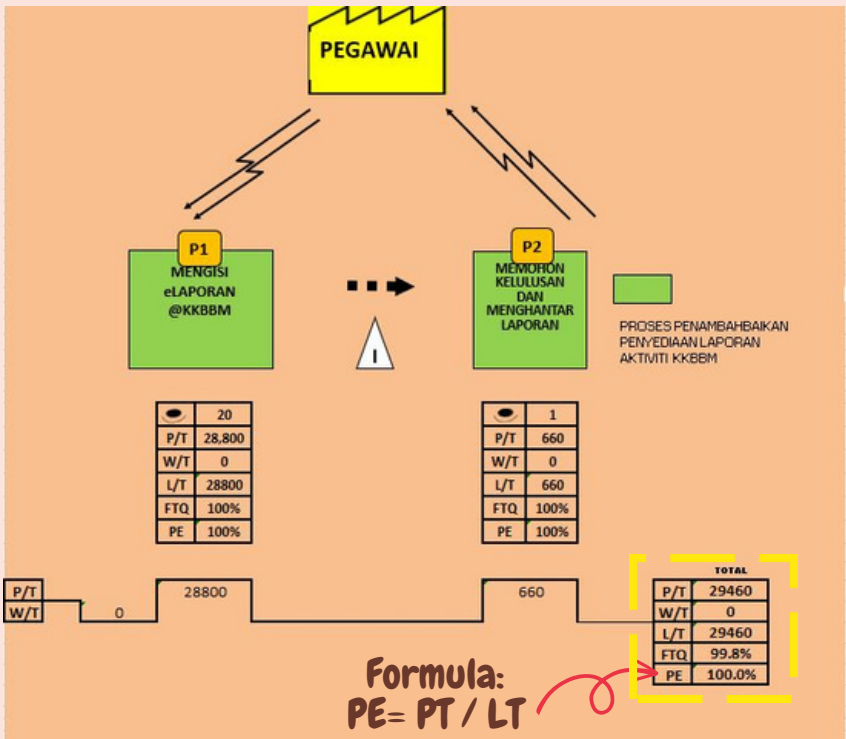 PEGAWAI
P1
MENGISI
eLAPORAN
@KKBBM
I
P2
MEMOHON
KELULUSAN
DAN
MENGHANTAR
LAPORAN
PROSES PENAMBAHBAIKAN
PENYEDIAAN LAPORAN
AKTIVITI KKBBM
20
P/T 28,800
W/T 0
L/T 28800
FTQ 100%
PE 100%
1
P/T 660
W/T 0
L/T 660
FTQ 100%
PE 100%
P/T
W/T
0
28800
660
TOTAL
P/T 29460
W/T 0
L/T 29460
FTQ 99.8%
PE 100.0%
Formula:
PE= PT / LT